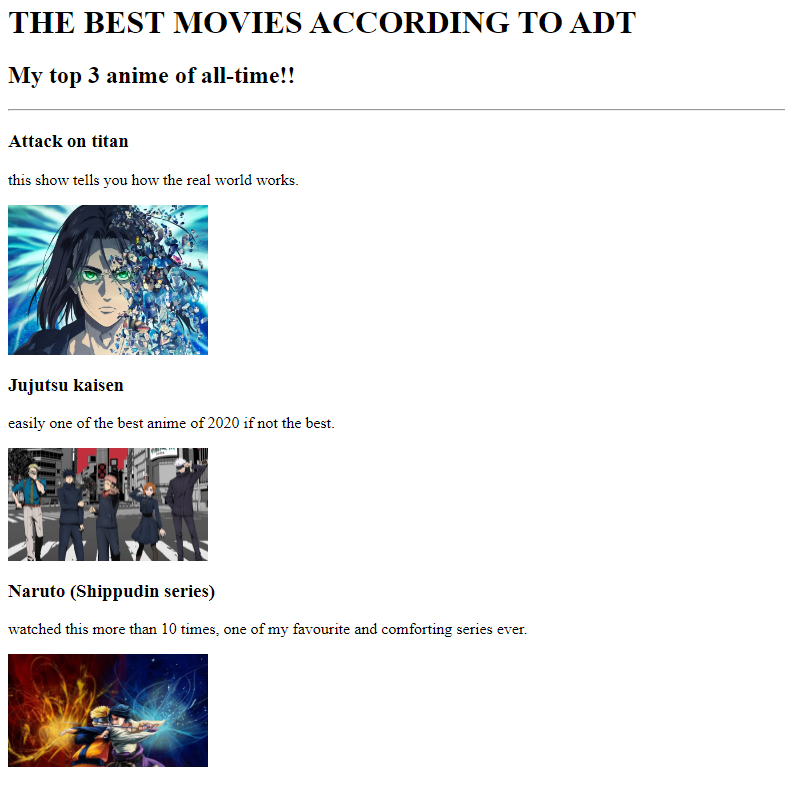 THE BEST MOVIES ACCORDING TO ADT
My top 3 anime of all-time!!
Attack on titan
this show tells you how the real world works.
Jujutsu kaisen
easily one of the best anime of 2020 if not the best.
Naruto (Shippudin series)
watched this more than 10 times, one of my favourite and comforting series ever.